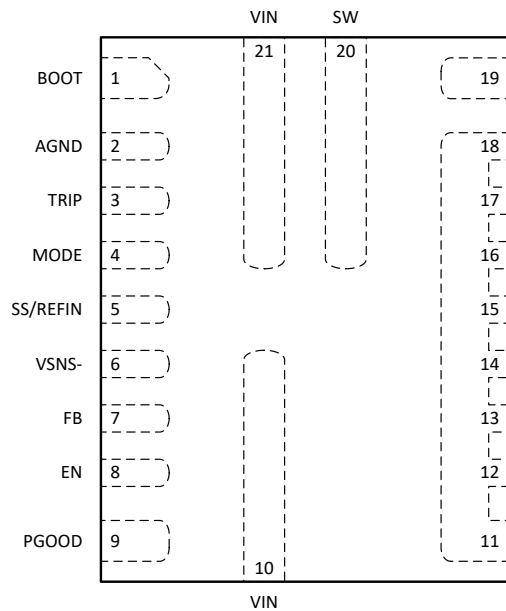 VIN SW
21 20
BOOT 1 19
AGND 2 18
TRIP 3 17
MODE 4 16
SS/REFIN 5 15
VSNS- 6 14
FB 7 13
EN 8 12
PGOOD 9 11
10
VIN